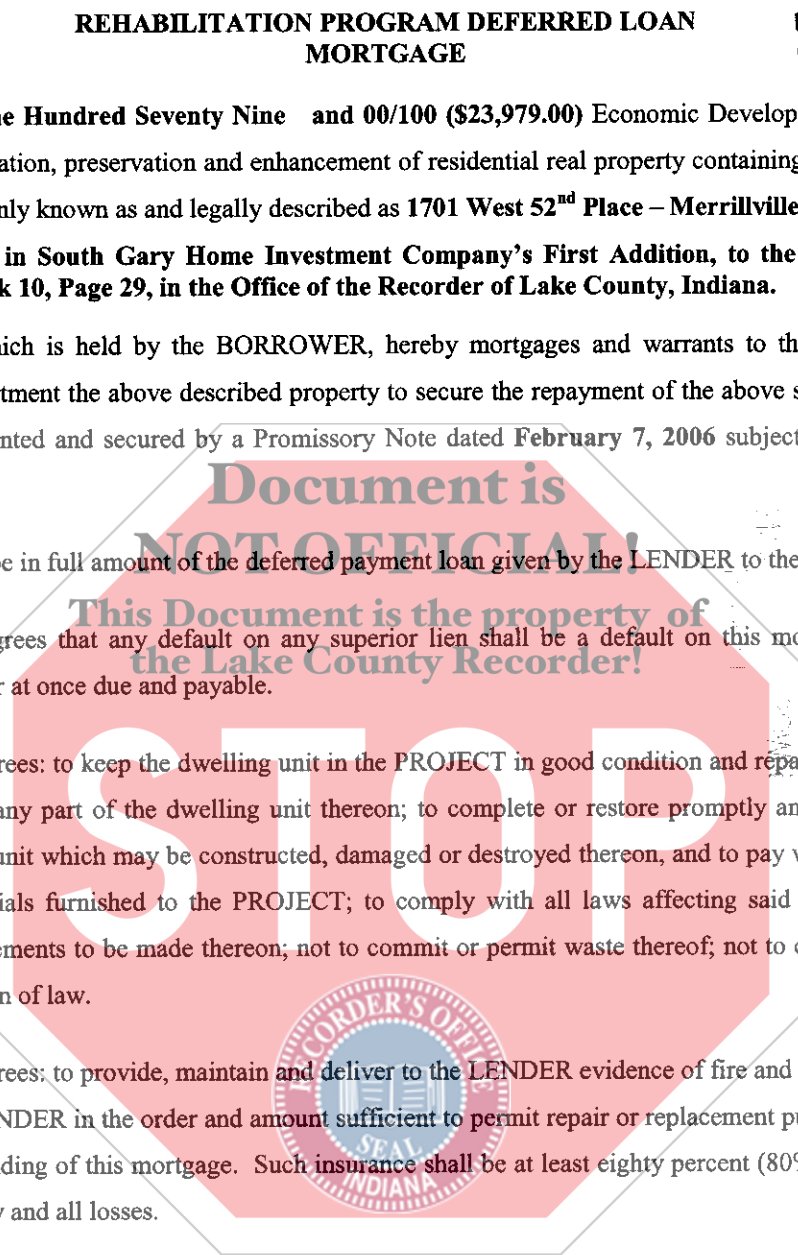 REHABILITATION PROGRAM DEFERRED LOAN
MORTGAGE
ne Hundred Seventy Nine and 00/100 ($23,979.00) Economic Develop
ation, preservation and enhancement of residential real property containing
nly known as and legally described as 1701 West 52nd Place – Merrillville
in South Gary Home Investment Company's First Addition, to the
k 10, Page 29, in the Office of the Recorder of Lake County, Indiana.
hich is held by the BORROWER, hereby mortgages and warrants to th
tment the above described property to secure the repayment of the above s
nted and secured by a Promissory Note dated February 7, 2006 subject
Document is
NOT OFFICIAL!
e in full amount of the deferred payment loan given by the LENDER to the
This Document is the property of
the Lake County Recorder!
grees that any default on any superior lien shall be a default on this mo
r at once due and payable.
STOP
rees: to keep the dwelling unit in the PROJECT in good condition and repa
any part of the dwelling unit thereon; to complete or restore promptly an
unit which may be constructed, damaged or destroyed thereon, and to pay
ials furnished to the PROJECT; to comply with all laws affecting said
ements to be made thereon; not to commit or permit waste thereof; not to
n of law.
RECORDER'S OFFICE
SEAL
INDIANA
rees: to provide, maintain and deliver to the LENDER evidence of fire and
NDER in the order and amount sufficient to permit repair or replacement p
ding of this mortgage. Such insurance shall be at least eighty percent (80%
y and all losses.